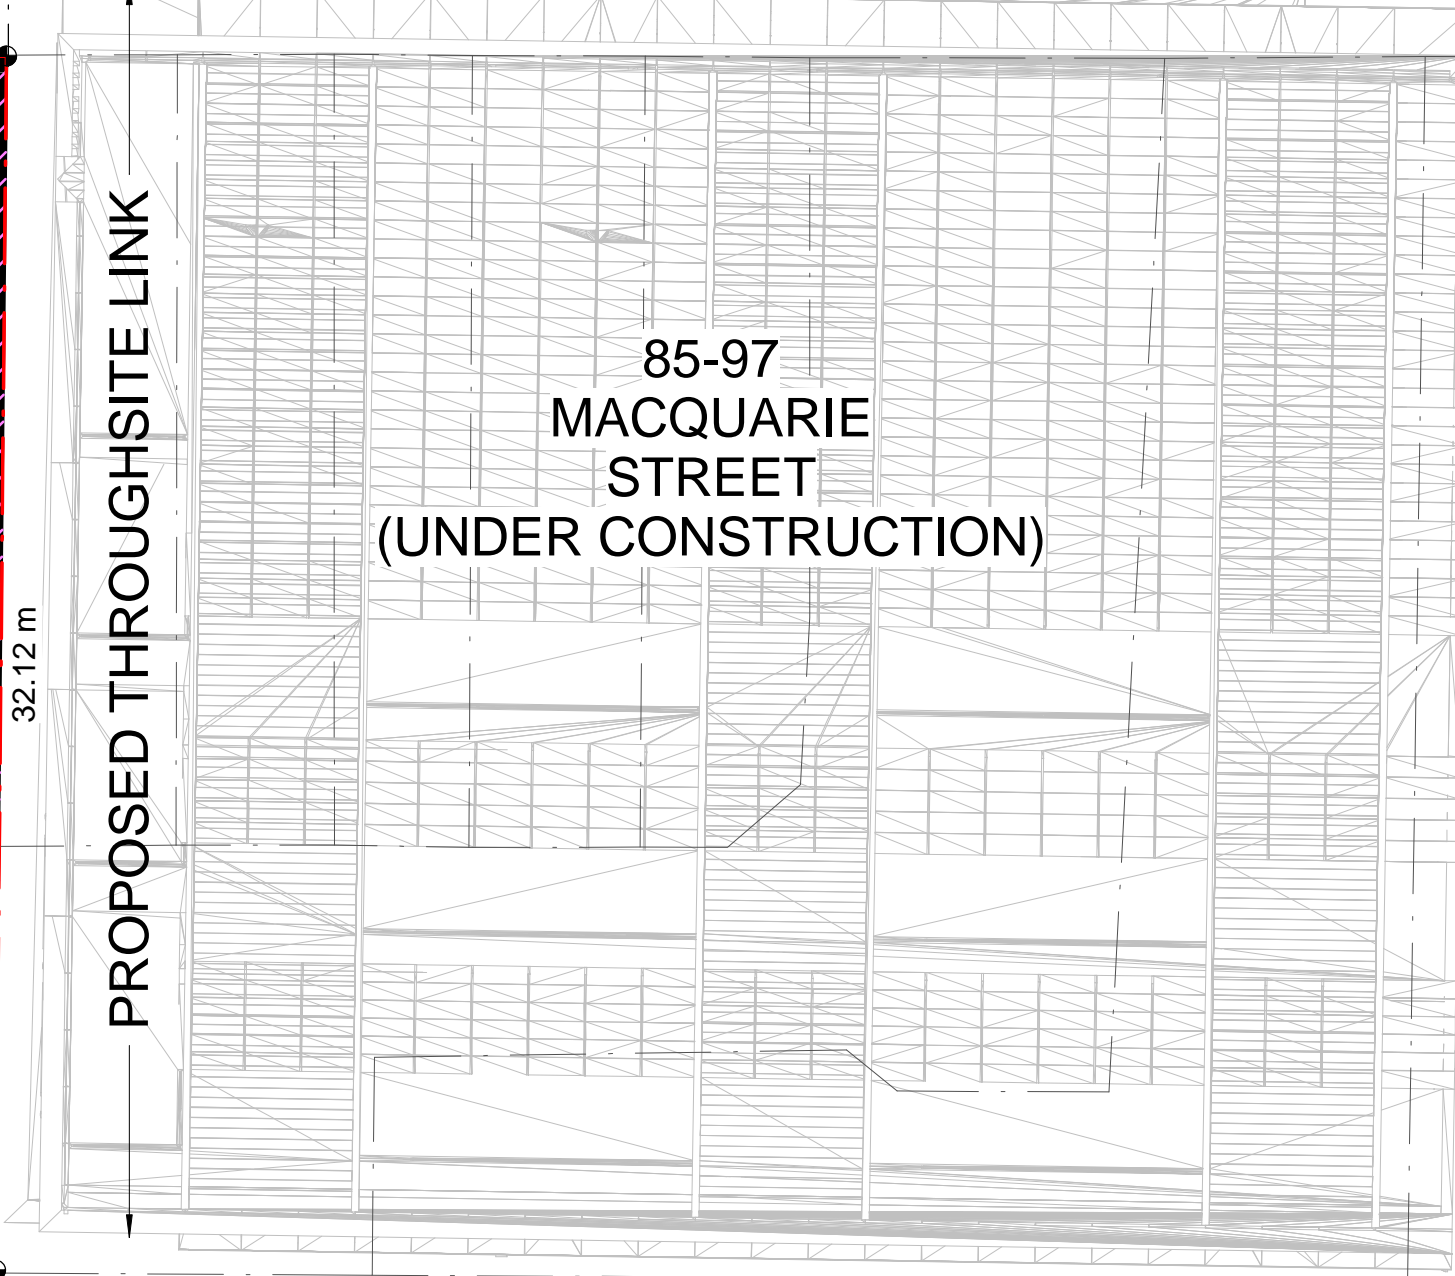 PROPOSED THROUGHSITE LINK
85-97
MACQUARIE
STREET
(UNDER CONSTRUCTION)
32.12 m